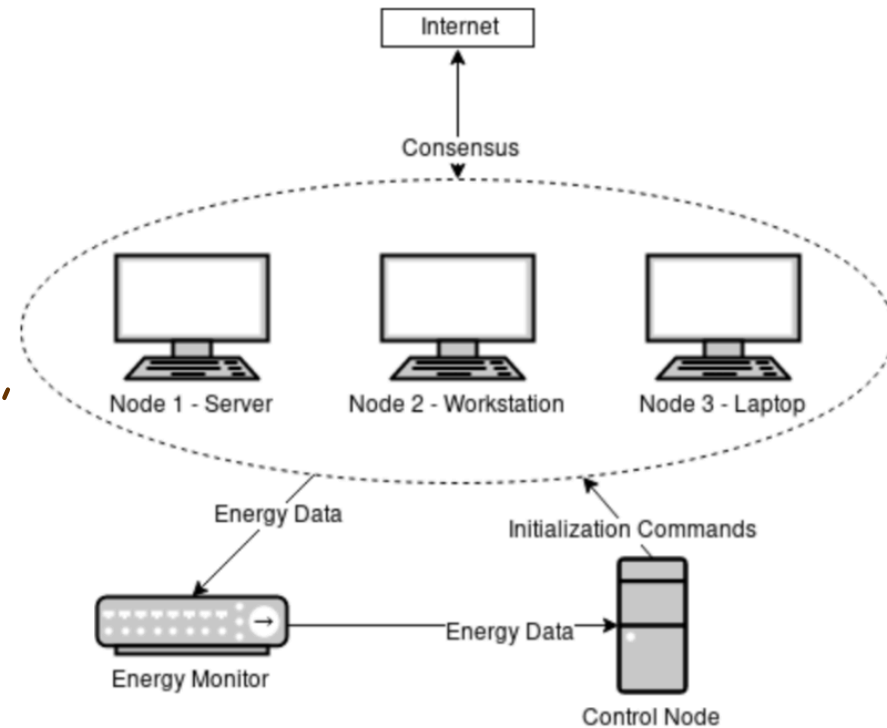 Internet
Consensus
Node 1 - Server
Node 2 - Workstation
Node 3 - Laptop
Energy Data
Initialization Commands
Energy Data
Energy Monitor
Control Node